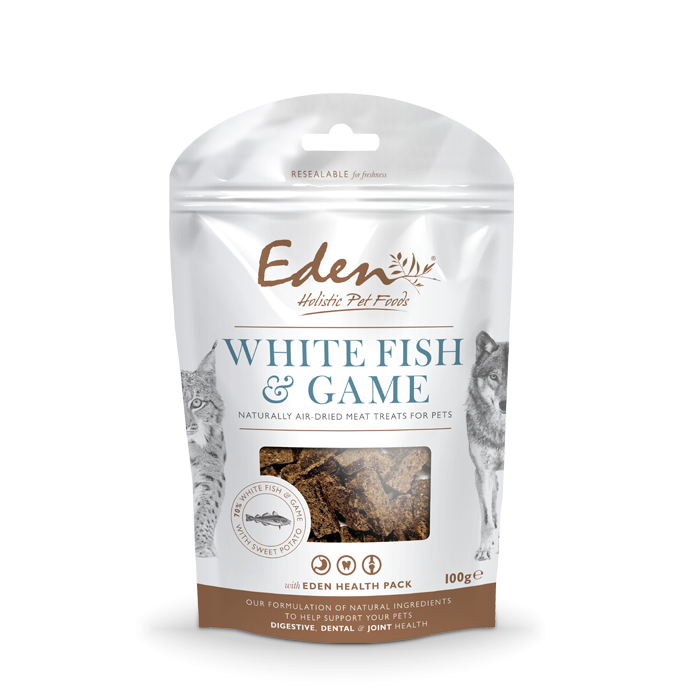 RESEALABLE for freshness
Eden®
Holistic Pet Foods
WHITE FISH
& GAME
NATURALLY AIR-DRIED MEAT TREATS FOR PETS
70% WHITE FISH & GAME
WITH SWEET POTATO
with EDEN HEALTH PACK
100g℮
OUR FORMULATION OF NATURAL INGREDIENTS
TO HELP SUPPORT YOUR PETS
DIGESTIVE, DENTAL & JOINT HEALTH